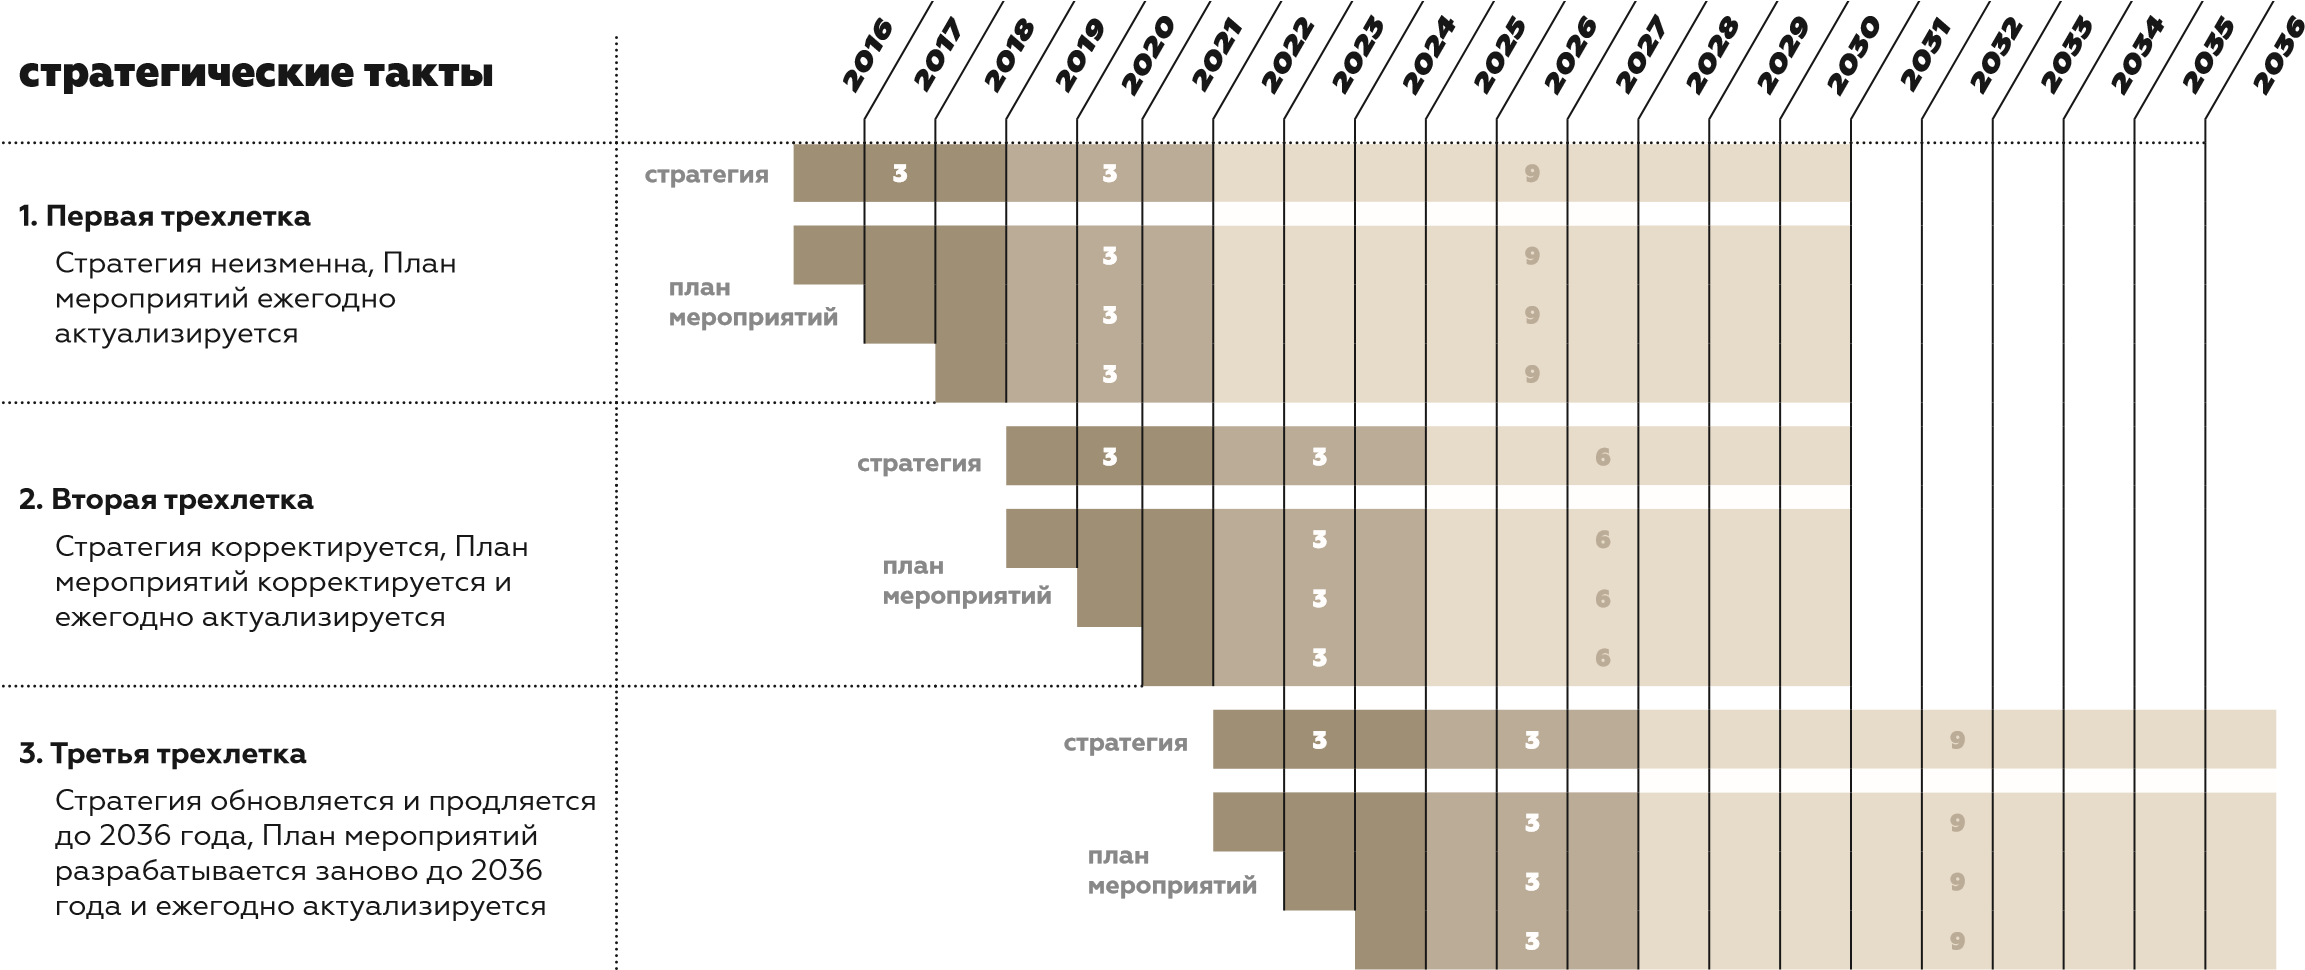 стратегические такты
2016 2017 2018 2019 2020 2021 2022 2023 2024 2025 2026 2027 2028 2029 2030 2031 2032 2033 2034 2035 2036
1. Первая трехлетка
Стратегия неизменна, План
мероприятий ежегодно
актуализируется
стратегия
3 3 9
план
мероприятий
3 9
3 9
3 9
2. Вторая трехлетка
Стратегия корректируется, План
мероприятий корректируется и
ежегодно актуализируется
стратегия
3 3 6
план
мероприятий
3 6
3 6
3 6
3. Третья трехлетка
Стратегия обновляется и продляется
до 2036 года, План мероприятий
разрабатывается заново до 2036
года и ежегодно актуализируется
стратегия
3 3 9
план
мероприятий
3 9
3 9
3 9